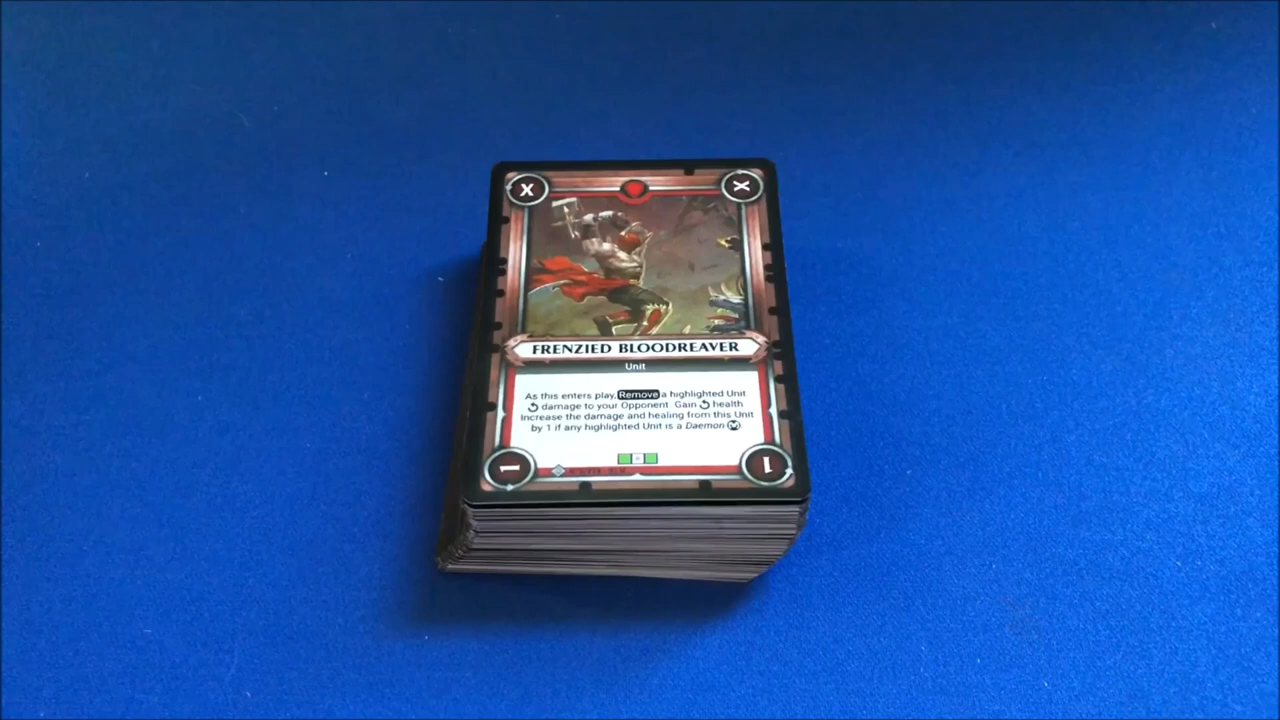 X X
FRENZIED BLOODREAVER
Unit
As this enters play, Remove a highlighted Unit
damage to your Opponent. Gain health
Increase the damage and healing from this Unit
by 1 if any highlighted Unit is a Daemon
1 1